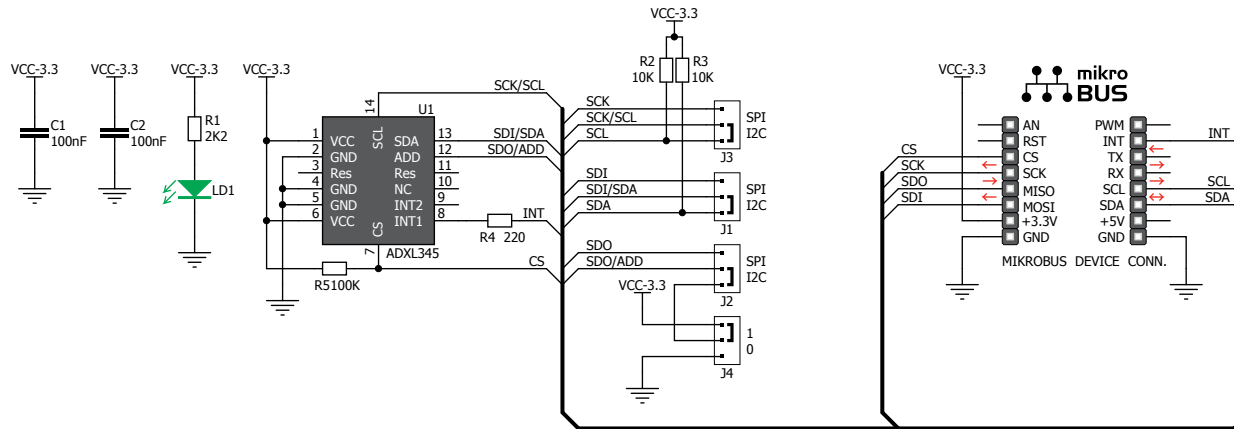 VCC-3.3
C1
100nF
VCC-3.3
C2
100nF
VCC-3.3
R1
2K2
LD1
VCC-3.3
SCK/SCL
14
U1
SCL
1 VCC SDA 13 SDI/SDA
2 GND ADD 12 SDO/ADD
3 Res Res 11
4 GND NC 10
5 GND INT2 9
6 VCC INT1 8
CS
7
ADXL345
R4 220
INT
R5100K
CS
VCC-3.3
R2
10K
R3
10K
SCK
SCK/SCL
SCL
SPI
I2C
J3
SDI
SDI/SDA
SDA
SPI
I2C
J1
SDO
SDO/ADD
SPI
I2C
J2
VCC-3.3
1
0
J4
VCC-3.3
mikro
BUS
AN PWM
RST INT INT
CS CS TX
SCK SCK RX
SDO MISO SCL SCL
SDI MOSI SDA SDA
+3.3V +5V
GND GND
MIKROBUS DEVICE CONN.